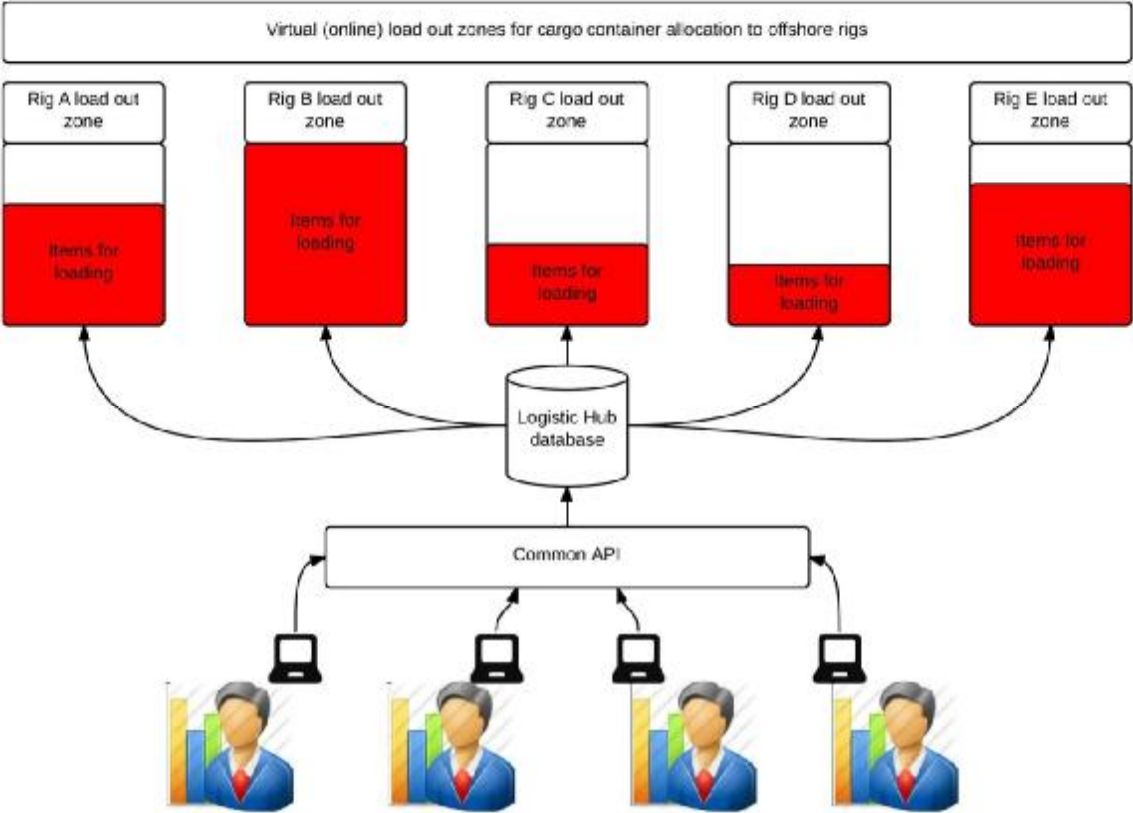 Virtual (online) load out zones for cargo container allocation to offshore rigs
Rig A load out
zone
Rig B load out
zone
Rig C load out
zone
Rig D load out
zone
Rig E load out
zone
Items for
loading
Items for
loading
Items for
loading
Items for
loading
Items for
loading
Logistic Hub
database
Common API